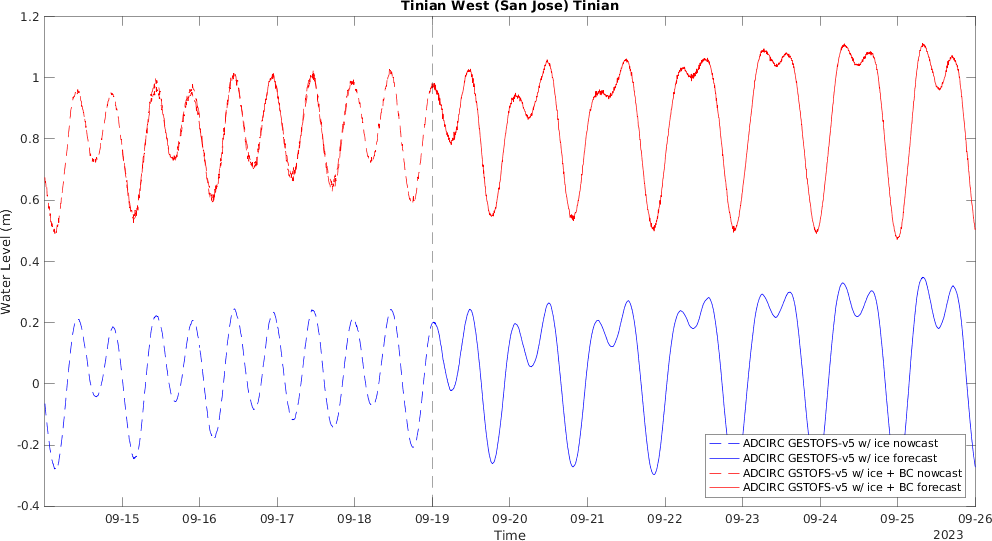 Tinian West (San Jose) Tinian
1.2
1
0.8
0.6
0.4
0.2
0
-0.2
-0.4
Water Level (m)
ADCIRC GESTOFS-v5 w/ ice nowcast
ADCIRC GESTOFS-v5 w/ ice forecast
ADCIRC GSTOFS-v5 w/ ice + BC nowcast
ADCIRC GSTOFS-v5 w/ ice + BC forecast
09-15 09-16 09-17 09-18 09-19 09-20 09-21 09-22 09-23 09-24 09-25 09-26
Time
2023